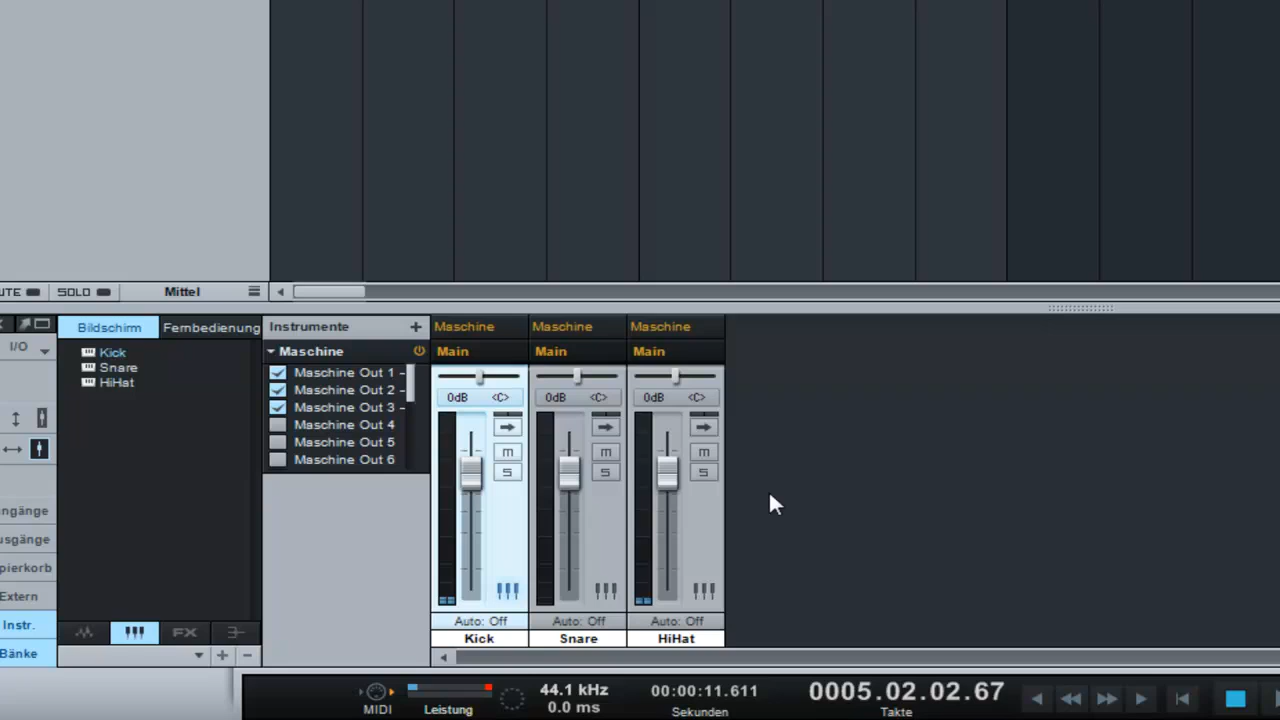 UTE SOLO Mittel
Bildschirm Fernbedienung Instrumente + Maschine Maschine Maschine
I/O Kick Maschine Main Main Main
Snare
HiHat
Maschine Out 1 -
Maschine Out 2 -
Maschine Out 3 -
Maschine Out 4
Maschine Out 5
Maschine Out 6
0dB <C> 0dB <C> 0dB <C>
m m m
S S S
ngänge
usgänge
pierkorb
Extern
Instr.
Bänke
FX
Auto: Off Auto: Off Auto: Off
Kick Snare HiHat
MIDI Leistung
44.1 kHz
0.0 ms
00:00:11.611
Sekunden
0005.02.02.67
Takte